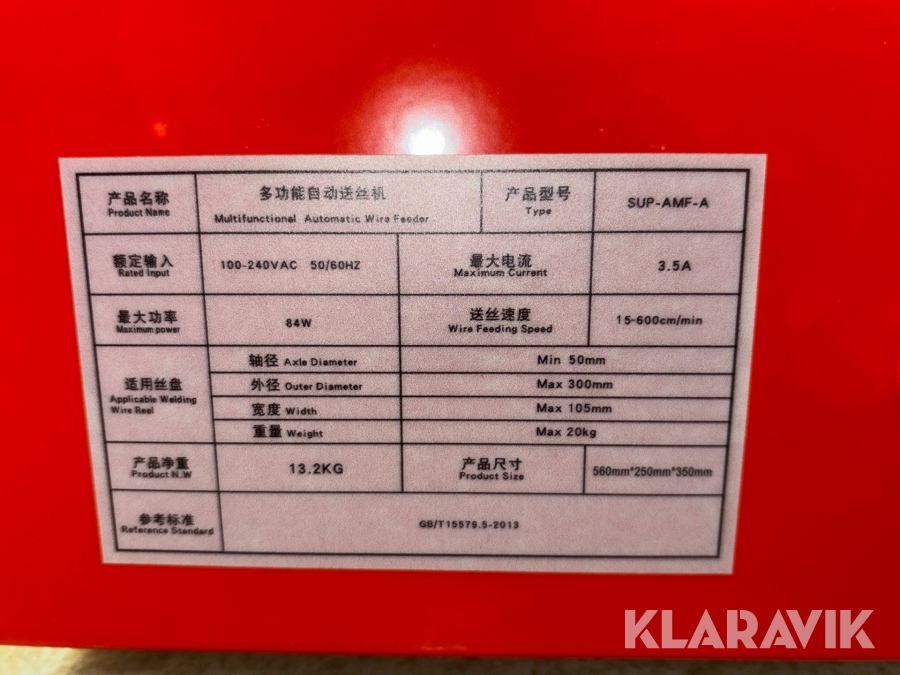 产品名称
Product Name
多功能自动送丝机
Multifunctional Automatic Wire Feeder
产品型号
Type
SUP-AMF-A
额定输入
Rated Input
100-240VAC 50/60HZ
最大电流
Maximum Current
3.5A
最大功率
Maximum power
84W
送丝速度
Wire Feeding Speed
15-600cm/min
适用丝盘
Applicable Welding
Wire Reel
轴径 Axle Diameter
Min 50mm
外径 Outer Diameter
Max 300mm
宽度 Width
Max 105mm
重量 Weight
Max 20kg
产品净重
Product N.W
13.2KG
产品尺寸
Product Size
560mm*250mm*350mm
参考标准
Reference Standard
GB/T15579.5-2013
KLARAVIK